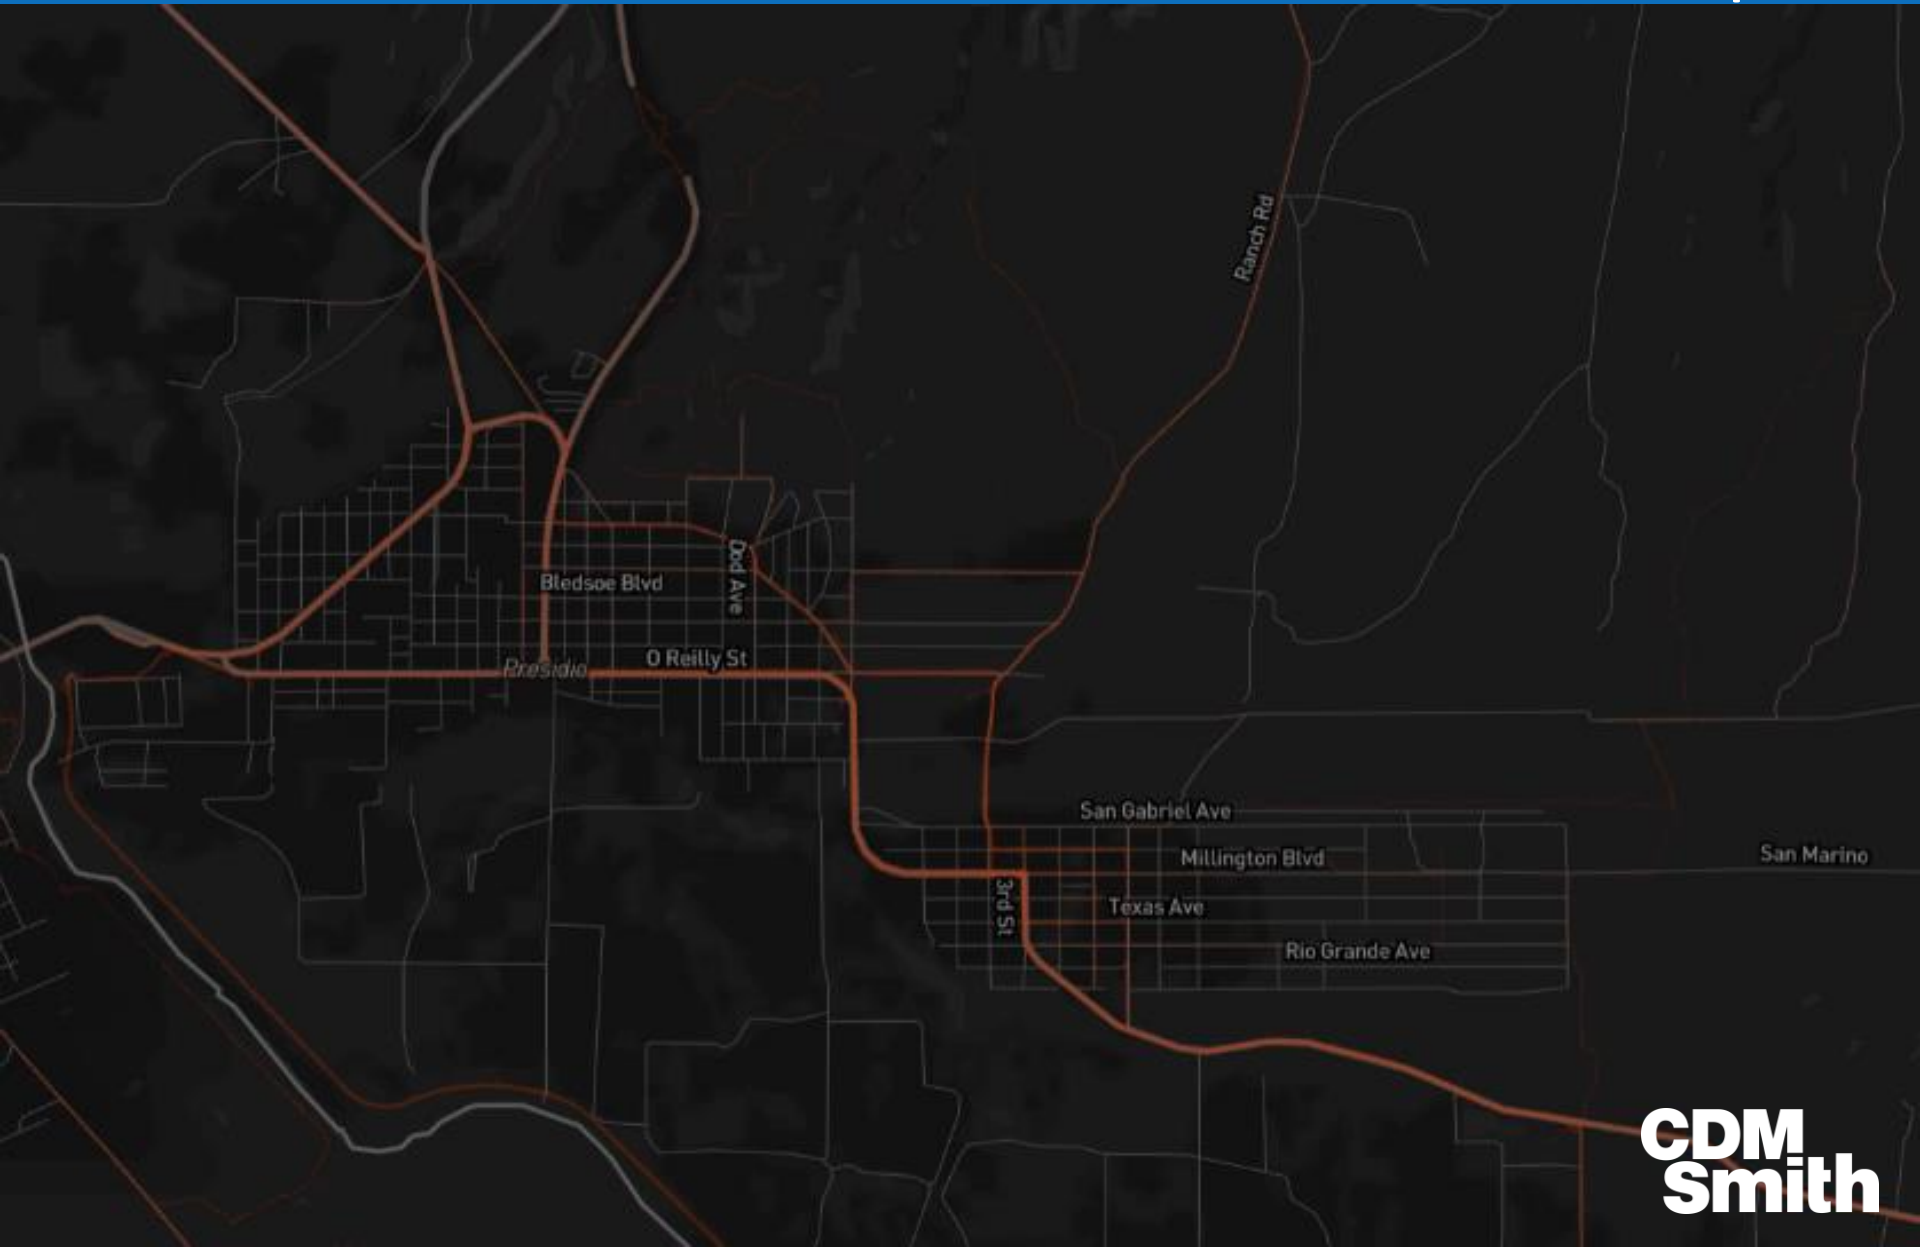 Ranch Rd
Dod Ave
Bledsoe Blvd
O Reilly St
Presidio
San Gabriel Ave
Millington Blvd
San Marino
3rd St
Texas Ave
Rio Grande Ave
CDM
Smith